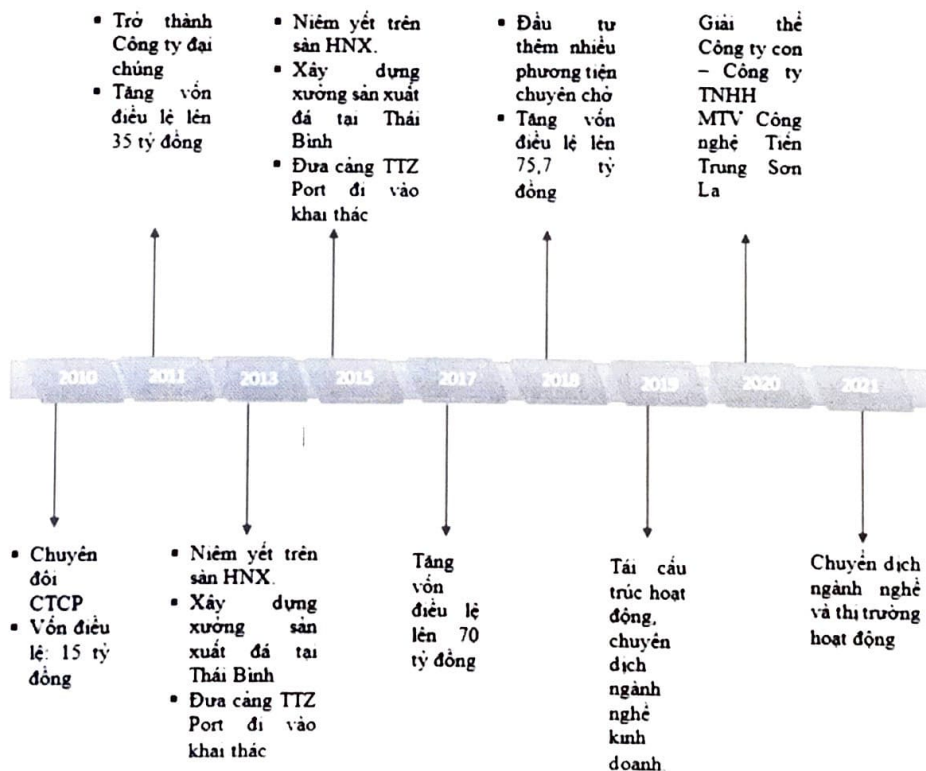 ▪ Trở thành
Công ty đại
chúng
▪ Tăng vốn
điều lệ lên
35 tỷ đồng
▪ Niêm yết trên
sàn HNX.
▪ Xây dựng
xưởng sản xuất
đá tại Thái
Bình
▪ Đưa cảng TTZ
Port đi vào
khai thác
▪ Đầu tư
thêm nhiều
phương tiện
chuyên chở
▪ Tăng vốn
điều lệ lên
75,7 tỷ
đồng
Giải thể
Công ty con
– Công ty
TNHH
MTV Công
nghệ Tiến
Trung Sơn
La
2010 2011 2013 2015 2017 2018 2019 2020 2021
▪ Chuyển
đổi
CTCP
▪ Vốn điều
lệ: 15 tỷ
đồng
▪ Niêm yết trên
sàn HNX.
▪ Xây dựng
xưởng sản
xuất đá tại
Thái Bình
▪ Đưa cảng TTZ
Port đi vào
khai thác
Tăng
vốn
điều lệ
lên 70
tỷ đồng
Tái cấu
trúc hoạt
động,
chuyển
dịch
ngành
nghề
kinh
doanh.
Chuyển dịch
ngành nghề
và thị trường
hoạt động